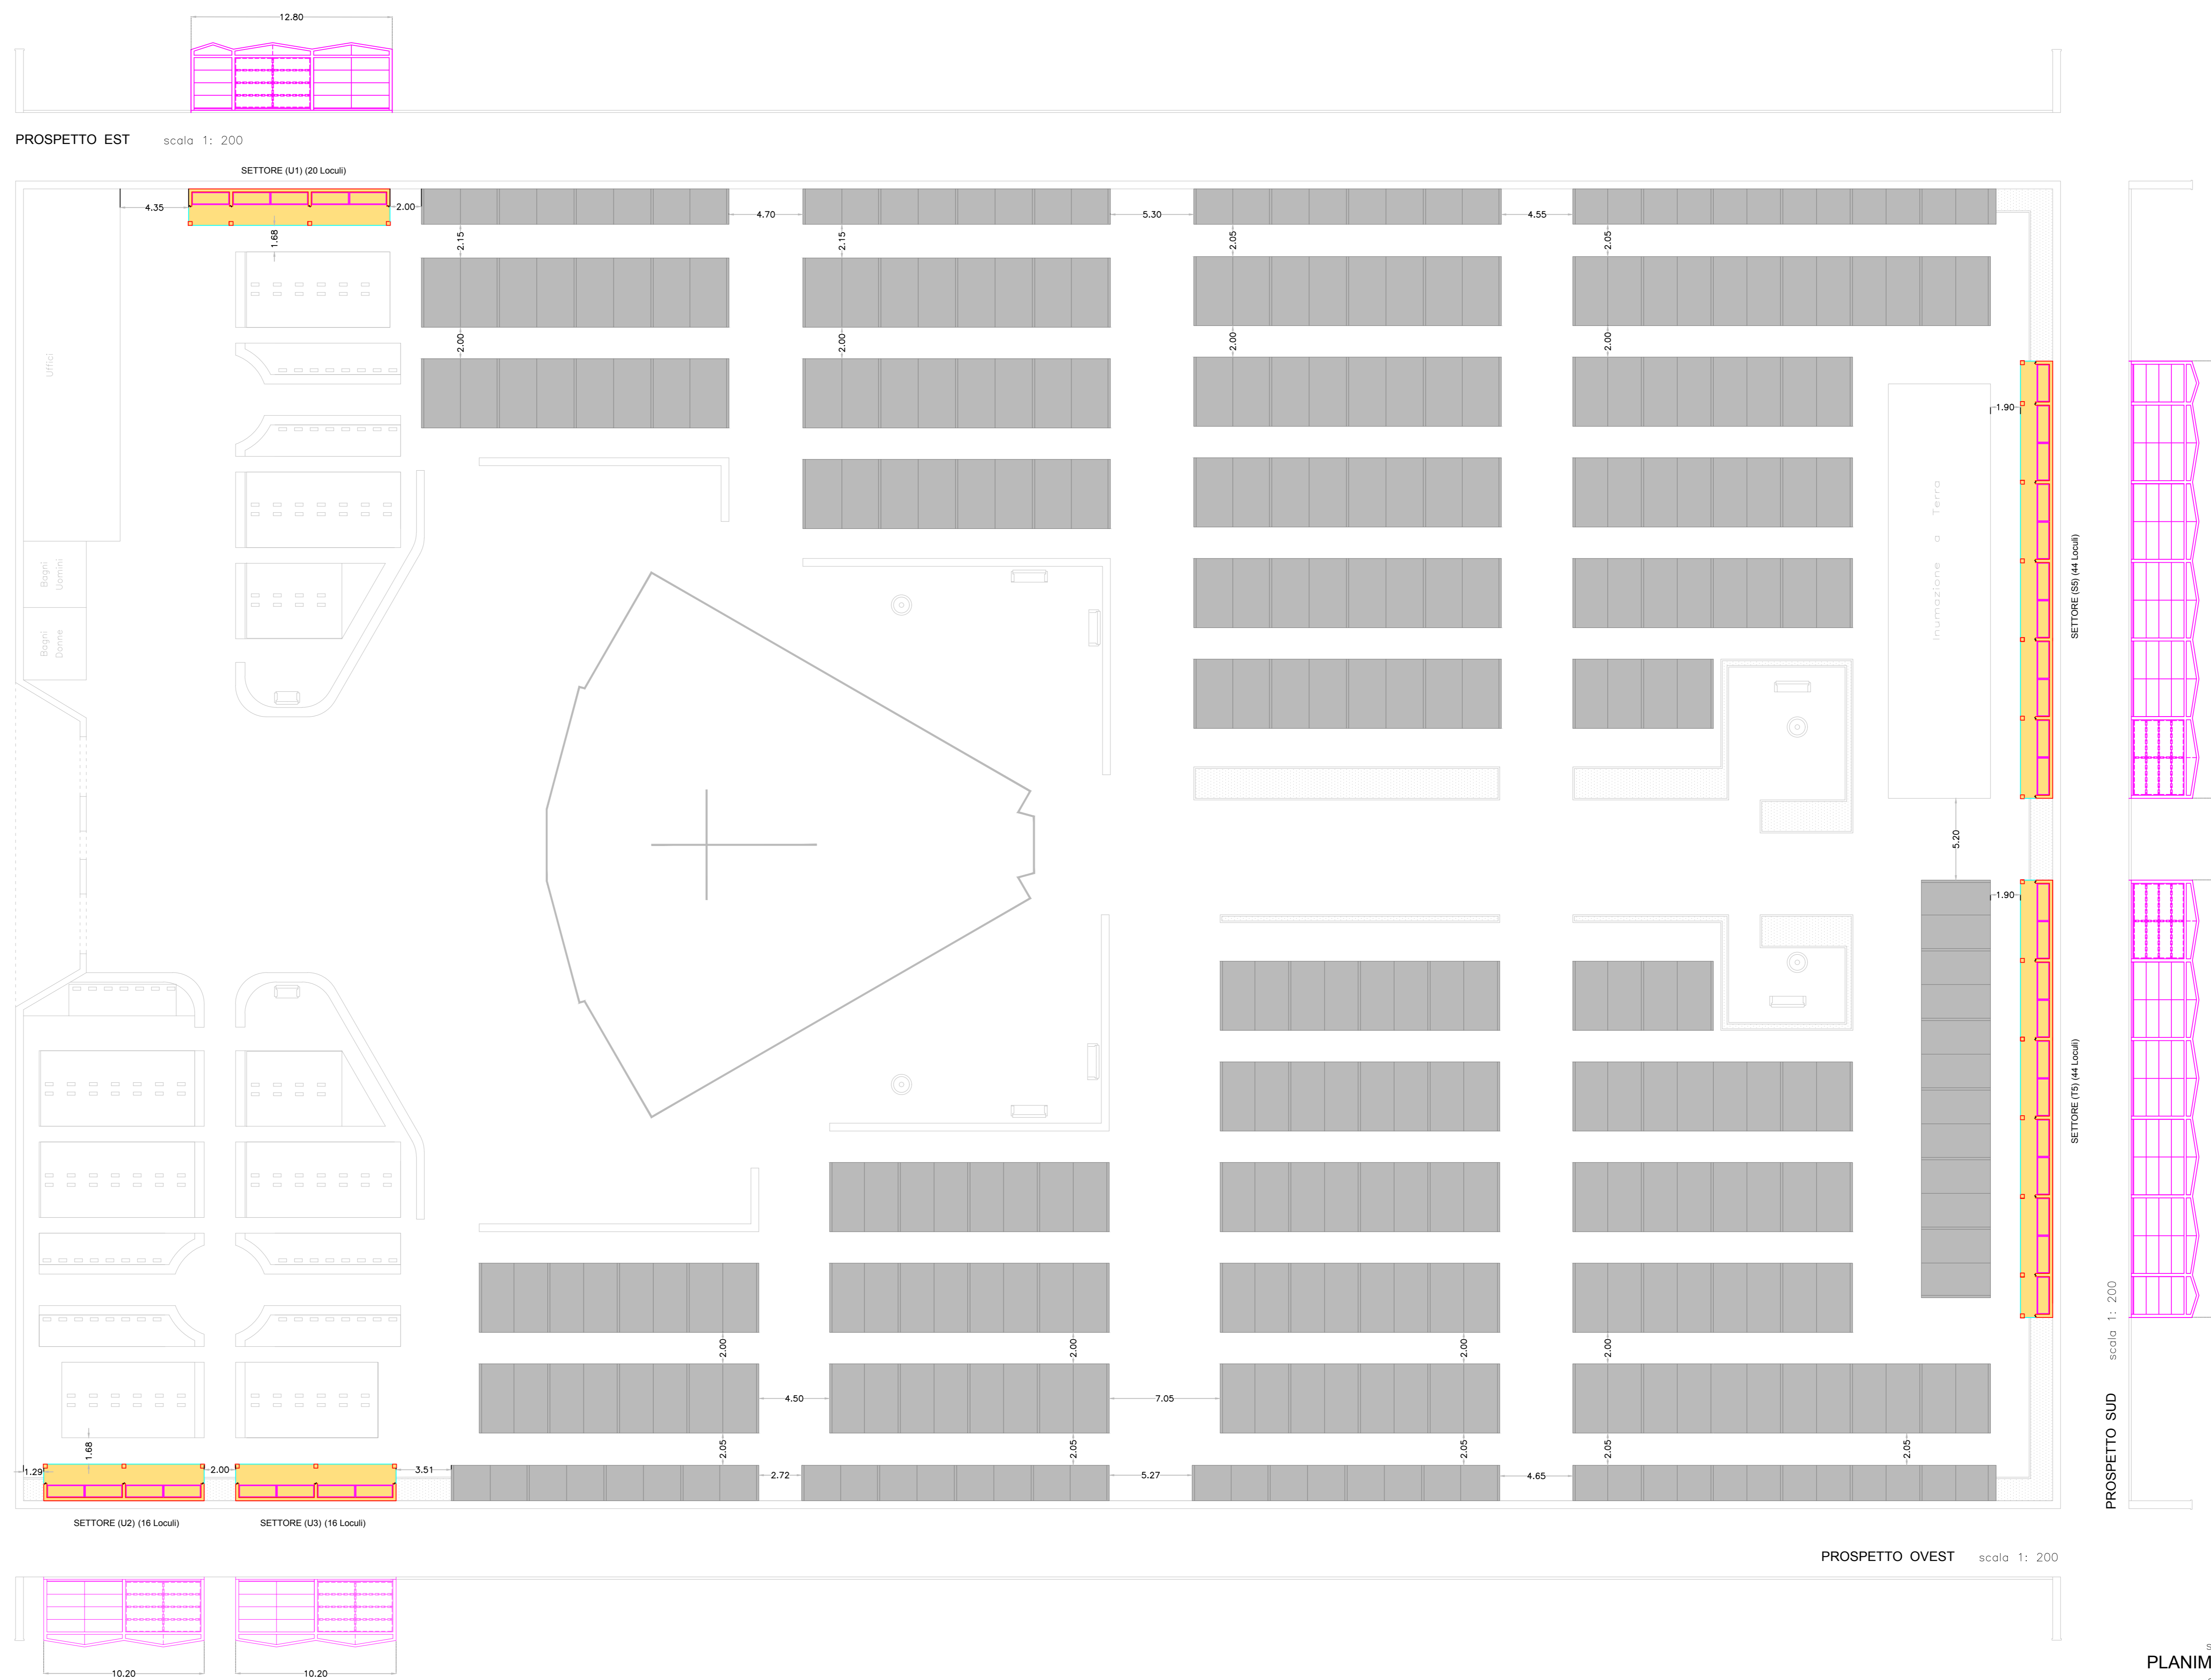 12.80
PROSPETTO EST scala 1: 200
SETTORE (U1) (20 Loculi)
4.35
2.00
4.70
5.30
4.55
1.68
2.15
2.15
2.05
2.05
2.00
2.00
2.00
2.00
Uffici
1.90
Inumazione a Terra
SETTORE (S5) (44 Loculi)
Bagni
Uomini
Bagni
Donne
5.20
1.90
SETTORE (T5) (44 Loculi)
2.00
2.00
2.00
2.00
4.50
7.05
1.68
2.05
2.05
2.05
2.05
2.05
1.29
2.00
3.51
2.72
5.27
4.65
PROSPETTO SUD scala 1: 200
SETTORE (U2) (16 Loculi)
SETTORE (U3) (16 Loculi)
PROSPETTO OVEST scala 1: 200
10.20
10.20
s
PLANIM